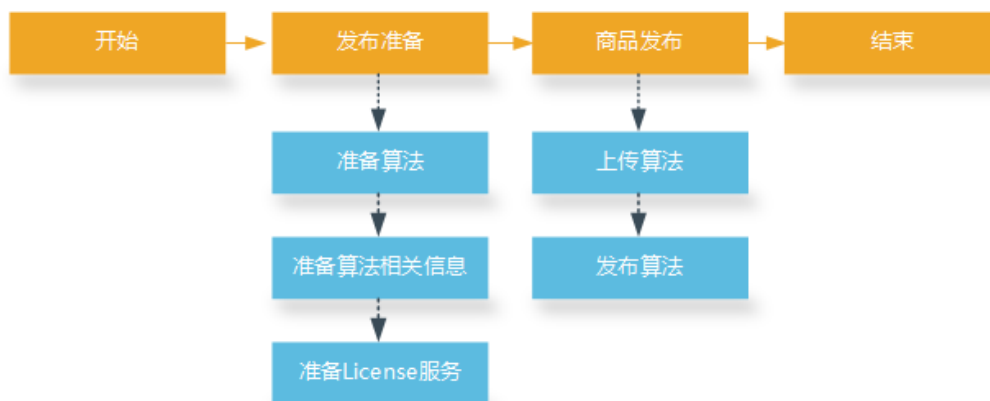 开始
发布准备
商品发布
结束
准备算法
上传算法
准备算法相关信息
发布算法
准备License服务